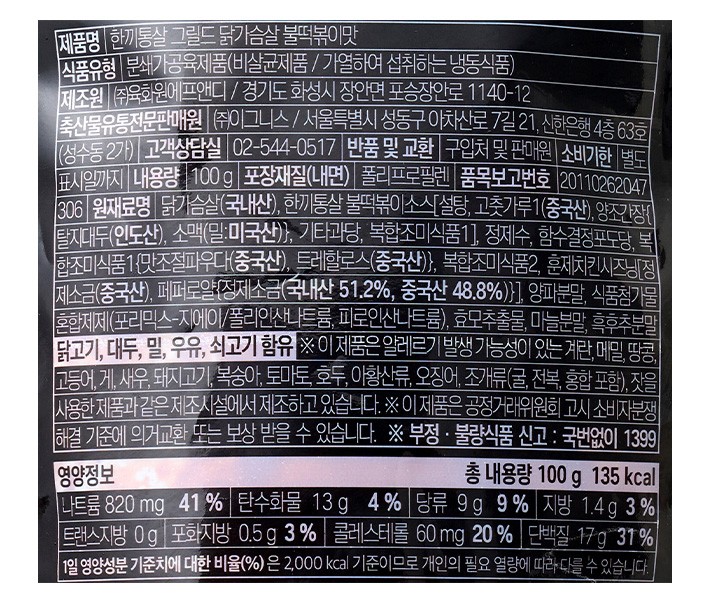 제품명 한끼통살 그릴드 닭가슴살 불떡볶이맛
식품유형 분쇄가공육제품(비살균제품 / 가열하여 섭취하는 냉동식품)
제조원 ㈜육화원에프앤디 / 경기도 화성시 장안면 포승장안로 1140-12
축산물유통전문판매원 ㈜이그니스 / 서울특별시 성동구 아차산로 7길 21, 신한은행 4층 63호
(성수동 2가) 고객상담실 02-544-0517 반품 및 교환 구입처 및 판매원 소비기한 별도
표시일까지 내용량 100 g 포장재질(내면) 폴리프로필렌 품목보고번호 20110262047
306 원재료명 닭가슴살(국내산), 한끼통살 불떡볶이소스[설탕, 고춧가루1(중국산), 양조간장{
탈지대두(인도산), 소맥(밀:미국산)}, 기타과당, 복합조미식품1], 정제수, 함수결정포도당, 복
합조미식품1{맛조절파우다(중국산), 트레할로스(중국산)}, 복합조미식품2, 훈제치킨시즈닝[정
제소금(중국산), 페퍼로얄{정제소금(국내산 51.2%, 중국산 48.8%)}], 양파분말, 식품첨가물
혼합제제(포리믹스-지에이/폴리인산나트륨, 피로인산나트륨), 효모추출물, 마늘분말, 흑후추분말
닭고기, 대두, 밀, 우유, 쇠고기 함유 ※ 이 제품은 알레르기 발생 가능성이 있는 계란, 메밀, 땅콩,
고등어, 게, 새우, 돼지고기, 복숭아, 토마토, 호두, 아황산류, 오징어, 조개류(굴, 전복, 홍합 포함), 잣을
사용한 제품과 같은 제조시설에서 제조하고 있습니다. ※ 이 제품은 공정거래위원회 고시 소비자분쟁
해결 기준에 의거교환 또는 보상 받을 수 있습니다. ※ 부정 · 불량식품 신고 : 국번없이 1399
영양정보 총 내용량 100 g 135 kcal
나트륨 820 mg 41 % 탄수화물 13 g 4 % 당류 9 g 9 % 지방 1.4 g 3 %
트랜스지방 0 g 포화지방 0.5 g 3 % 콜레스테롤 60 mg 20 % 단백질 17 g 31 %
1일 영양성분 기준치에 대한 비율(%) 은 2,000 kcal 기준이므로 개인의 필요 열량에 따라 다를 수 있습니다.